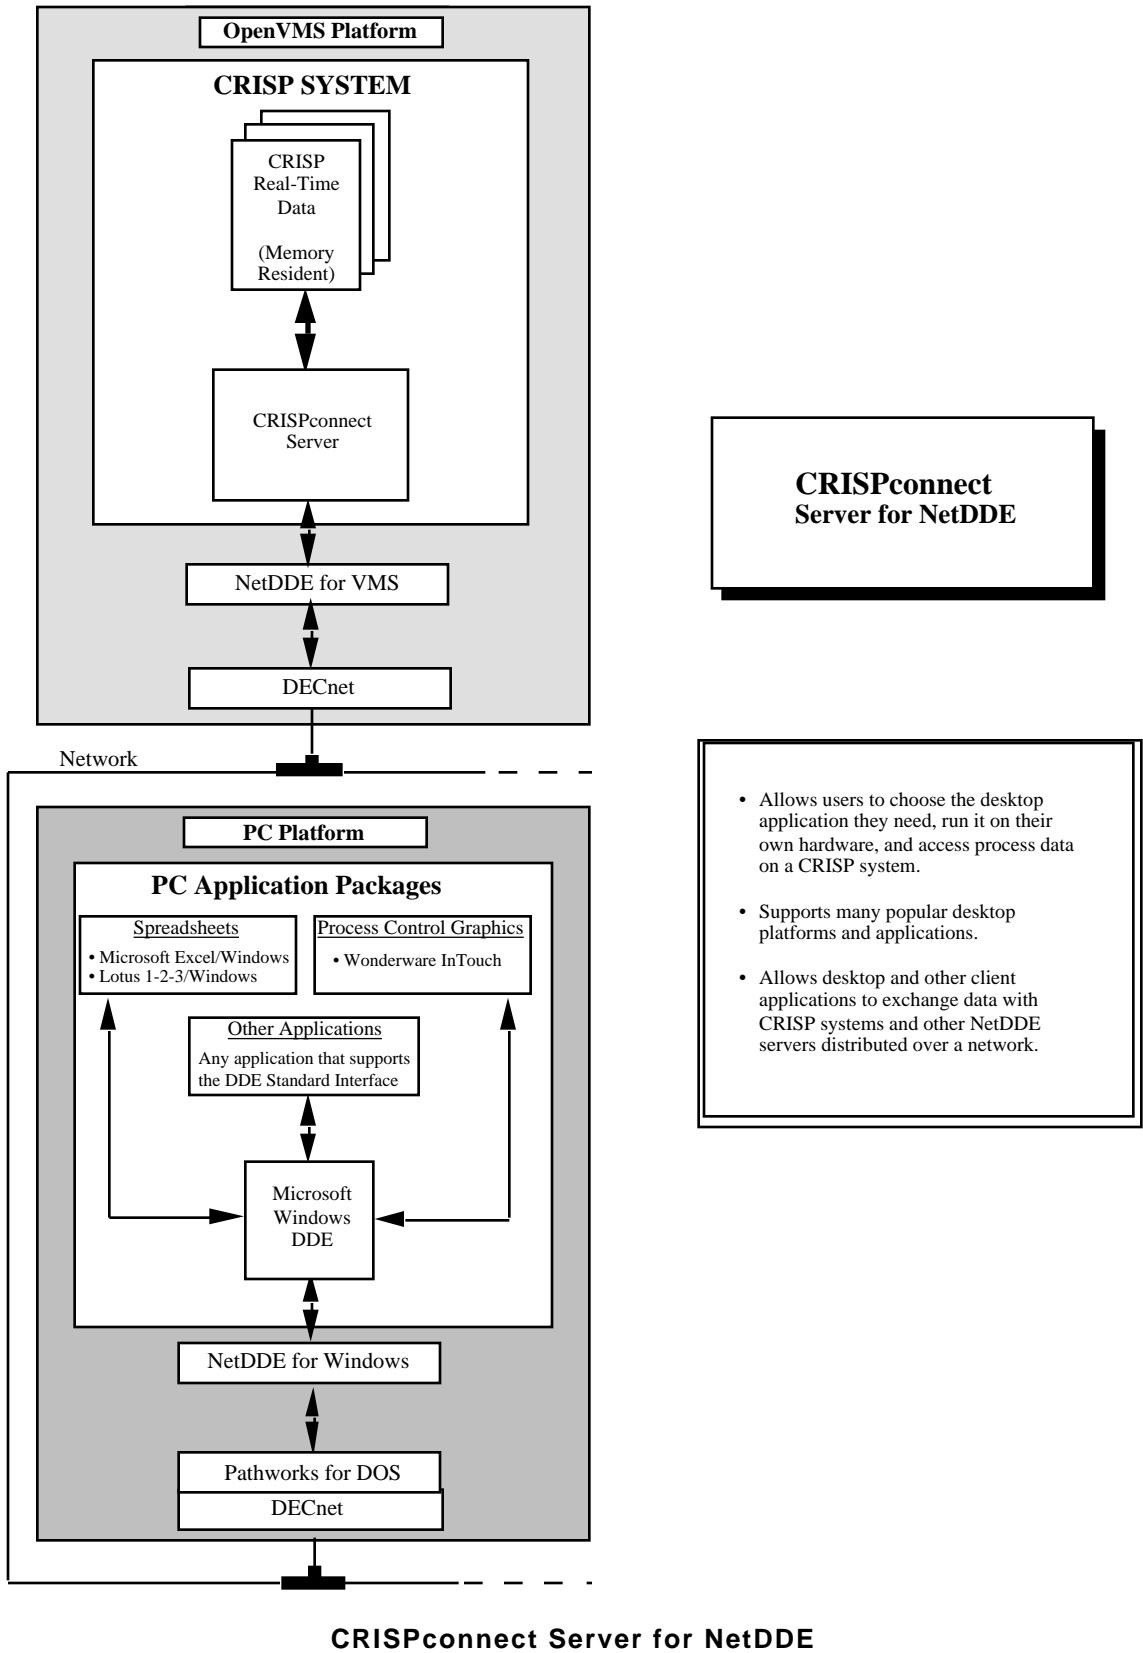 OpenVMS Platform
CRISP SYSTEM
CRISP
Real-Time
Data
(Memory
Resident)
CRISPconnect
Server
NetDDE for VMS
DECnet
Network
PC Platform
PC Application Packages
Spreadsheets
• Microsoft Excel/Windows
• Lotus 1-2-3/Windows
Process Control Graphics
• Wonderware InTouch
Other Applications
Any application that supports
the DDE Standard Interface
Microsoft
Windows
DDE
NetDDE for Windows
Pathworks for DOS
DECnet
CRISPconnect
Server for NetDDE
• Allows users to choose the desktop
application they need, run it on their
own hardware, and access process data
on a CRISP system.
• Supports many popular desktop
platforms and applications.
• Allows desktop and other client
applications to exchange data with
CRISP systems and other NetDDE
servers distributed over a network.
CRISPconnect Server for NetDDE